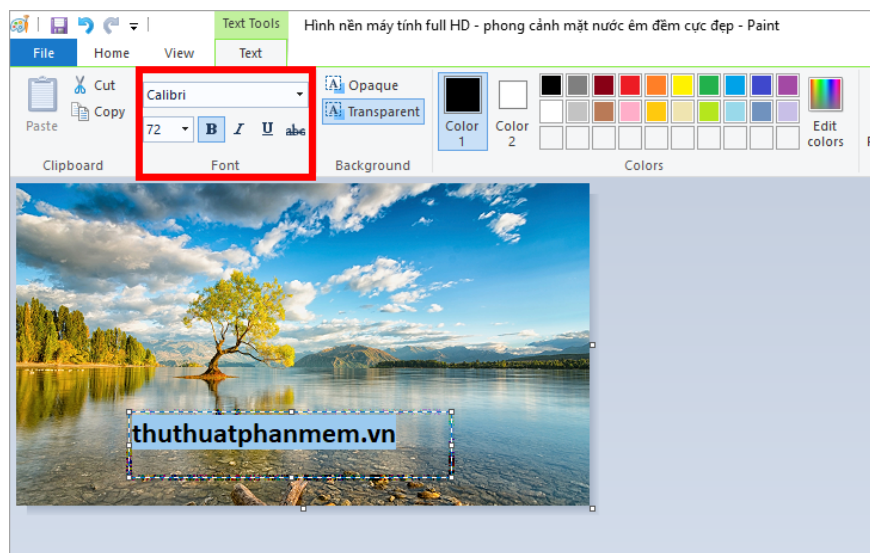 Text Tools
Hình nền máy tính full HD - phong cảnh mặt nước êm đềm cực đẹp - Paint
File Home View Text
Paste
Cut
Copy
Clipboard
Calibri
72 B I U abc
Font
Opaque
Transparent
Background
Color 1
Color 2
Edit colors
Colors
thuthuatphanmem.vn